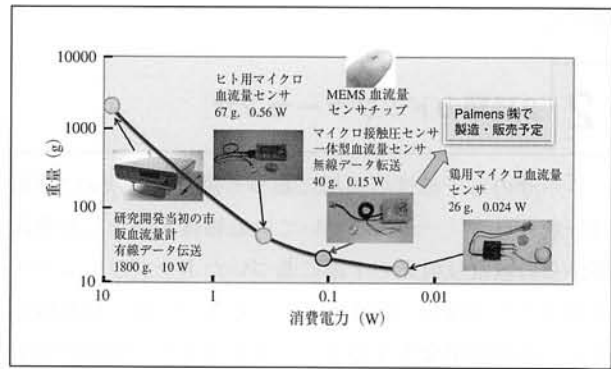 10000
1000
100
10
重量 (g)
ヒト用マイクロ
血流量センサ
67 g, 0.56 W
MEMS 血流量
センサチップ
マイクロ接触圧センサ
一体型血流量センサ
無線データ転送
40 g, 0.15 W
Palmens ㈱で
製造・販売予定
鶏用マイクロ血流量
センサ
26 g, 0.024 W
研究開発当初の市
販血流量計
有線データ伝送
1800 g, 10 W
10
1
0.1
0.01
消費電力 (W)